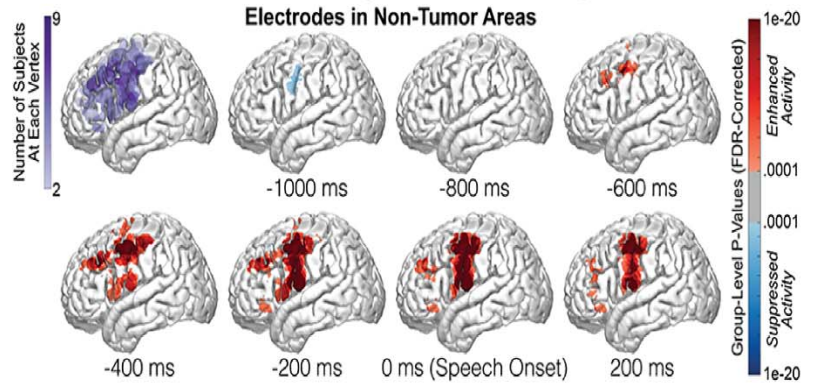 Electrodes in Non-Tumor Areas
Number of Subjects
At Each Vertex
9
2
-1000 ms
-800 ms
-600 ms
-400 ms
-200 ms
0 ms (Speech Onset)
200 ms
Group-Level P-Values (FDR-Corrected)
1e-20
Enhanced
Activity
.0001
.0001
Suppressed
Activity
1e-20